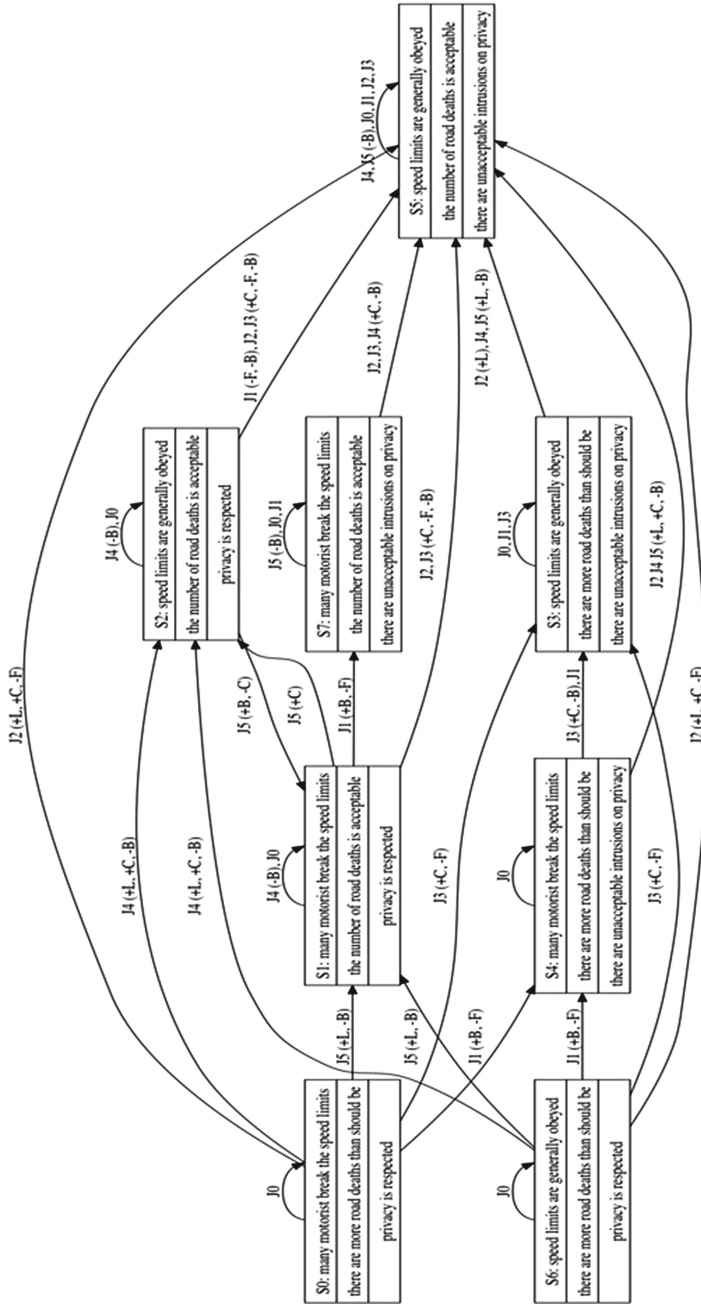 J2 (+L, +C, -F)
J4 (+L, +C, -B)
J4 (+L, +C, -B)
J0
S0: many motorist break the speed limits
there are more road deaths than should be
privacy is respected
J5 (+L, -B)
J5 (+L, -B)
J3 (+C, -F)
J1 (+B, -F)
J0
S6: speed limits are generally obeyed
there are more road deaths than should be
privacy is respected
J1 (+B, -F)
J3 (+C, -F)
J2 (+L, +C, -F)
J4 (-B), J0
S1: many motorist break the speed limits
the number of road deaths is acceptable
privacy is respected
J5 (+B, -C)
J5 (+C)
J1 (+B, -F)
J2, J3 (+C, -F, -B)
J0
S4: many motorist break the speed limits
there are more road deaths than should be
there are unacceptable intrusions on privacy
J3 (+C, -B), J1
J2 J4 J5 (+L, +C, -B)
J4 (-B), J0
S2: speed limits are generally obeyed
the number of road deaths is acceptable
privacy is respected
J1 (-F, -B), J2, J3 (+C, -F, -B)
J5 (-B), J0, J1
S7: many motorist break the speed limits
the number of road deaths is acceptable
there are unacceptable intrusions on privacy
J2, J3, J4 (+C, -B)
J0, J1, J3
S3: speed limits are generally obeyed
there are more road deaths than should be
there are unacceptable intrusions on privacy
J2 (+L), J4, J5 (+L, -B)
J4, J5 (-B), J0, J1, J2, J3
S5: speed limits are generally obeyed
the number of road deaths is acceptable
there are unacceptable intrusions on privacy